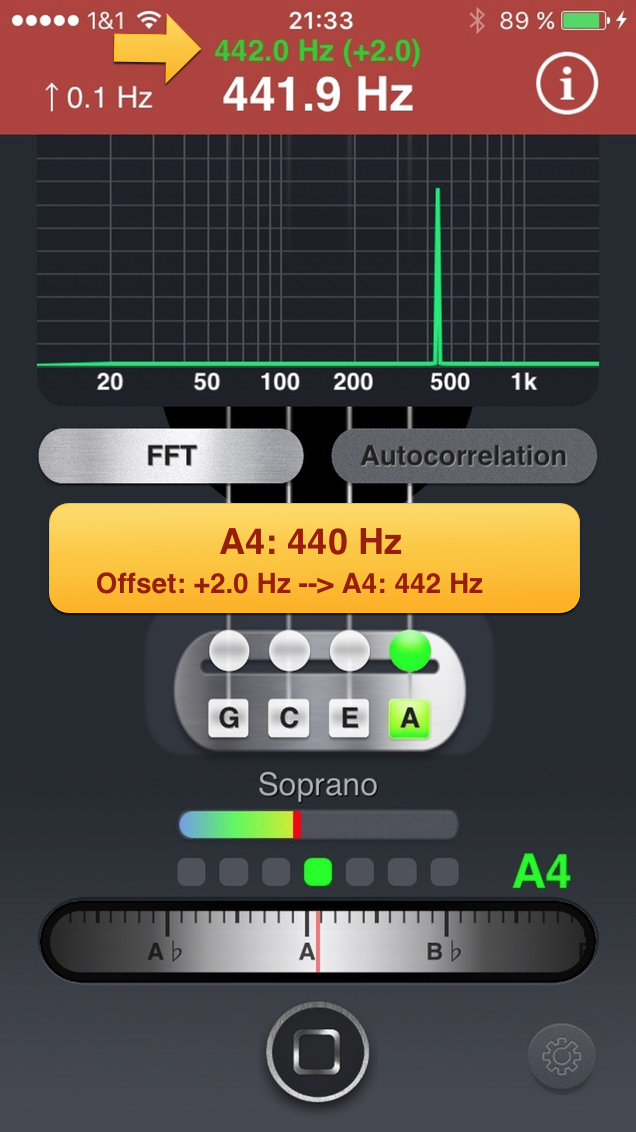 1&1 21:33 89 %
442.0 Hz (+2.0)
↑ 0.1 Hz 441.9 Hz i
20 50 100 200 500 1k
FFT Autocorrelation
A4: 440 Hz
Offset: +2.0 Hz --> A4: 442 Hz
G C E A
Soprano
A4
A♭ A B♭